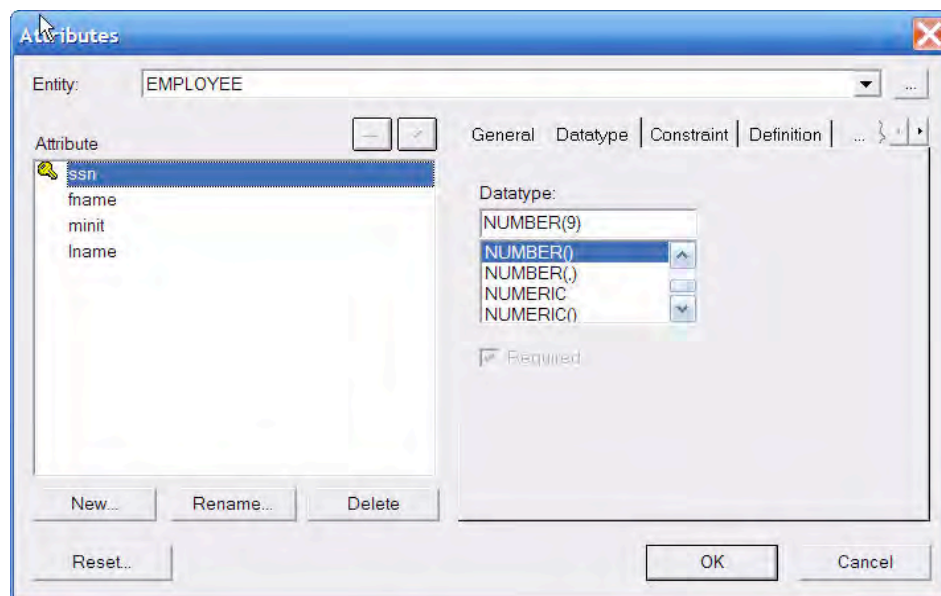 Attributes
Entity: EMPLOYEE ...
Attribute
ssn
fname
minit
lname
New... Rename... Delete
General Datatype Constraint Definition ...
Datatype:
NUMBER(9)
NUMBER()
NUMBER(,)
NUMERIC
NUMERIC()
Required
Reset... OK Cancel